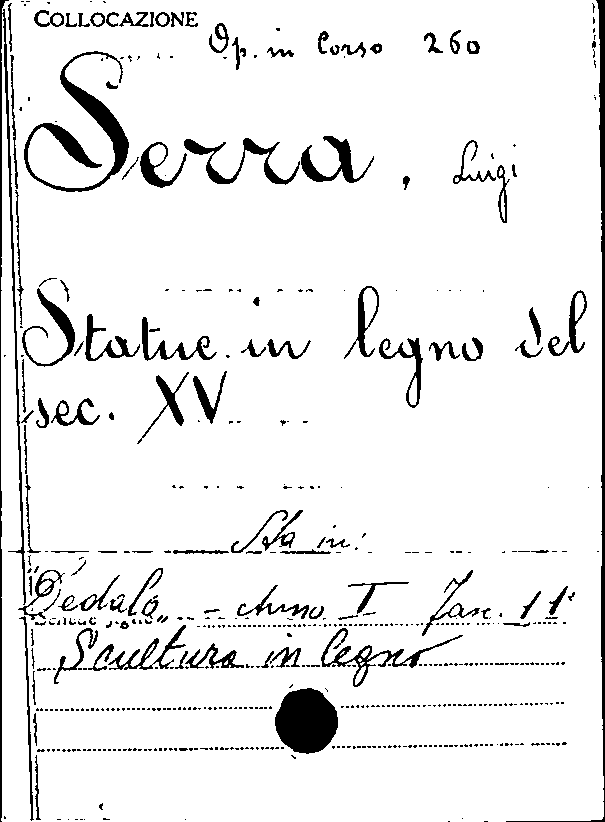 COLLOCAZIONE
Op. in Corso 260
Serra, Luigi
Statue in legno del
sec. XV
Sta in:
"Dedalo" - Anno I Fasc. 11°
Scultura in legno